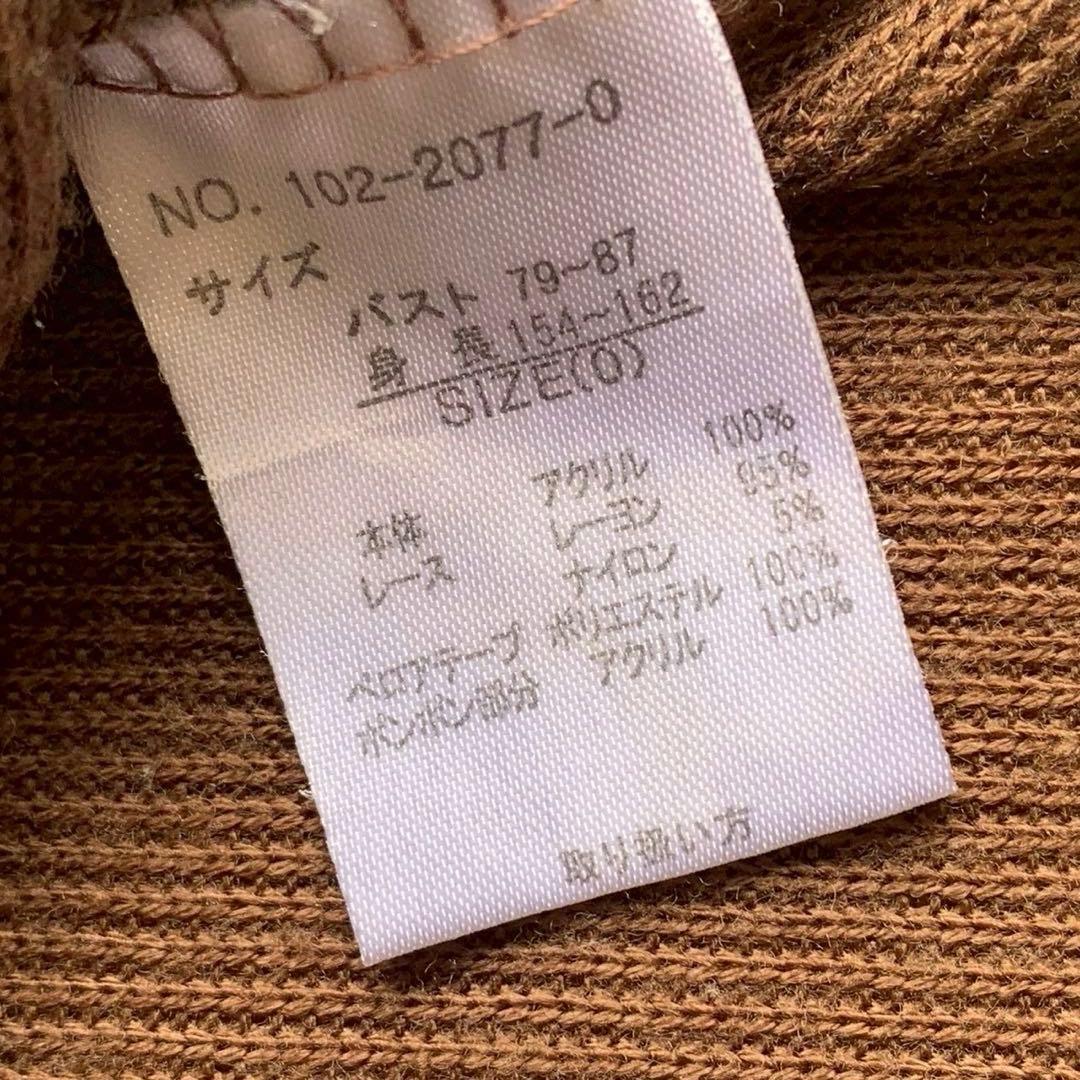 NO. 102-2077-0
サイズ
バスト 79~87
身 長 154~162
SIZE(0)
本体 アクリル 100%
レース レーヨン 95%
ナイロン 5%
ベロアテープ ポリエステル 100%
ポンポン部分 アクリル 100%
取り扱い方